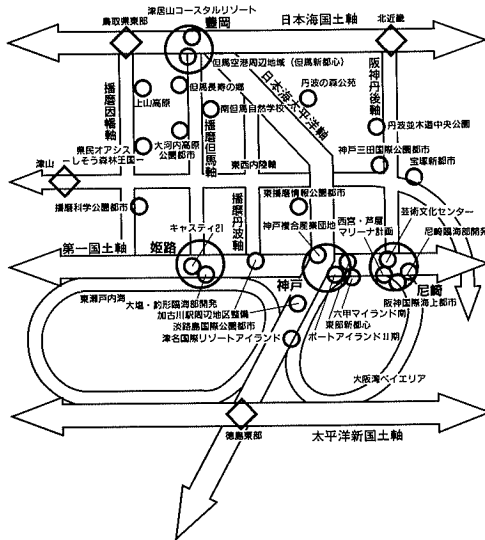 津居山コースタルリゾート
鳥取県東部
豊岡
日本海国土軸
北近畿
但馬空港周辺地域(但馬新都心)
上山高原
但馬長寿の郷
南但馬自然学校
丹波の森公苑
播磨因幡軸
播磨但馬軸
日本海太平洋軸
阪神丹後軸
丹波並木道中央公園
県民オアシス
ーしそう森林王国ー
大河内高原
公園都市
神戸三田国際公園都市
津山
東西内陸軸
宝塚新都市
播磨科学公園都市
東播磨情報公園都市
播磨丹波軸
キャスティ21
神戸複合産業団地
西宮・芦屋
マリーナ計画
芸術文化センター
尼崎臨海部開発
第一国土軸
姫路
神戸
尼崎
東瀬戸内海
大塩・的形臨海部開発
加古川駅周辺地区整備
淡路島国際公園都市
津名国際リゾートアイランド
六甲アイランド南
東部新都心
ポートアイランドII期
阪神国際海上都市
大阪湾ベイエリア
徳島東部
太平洋新国土軸